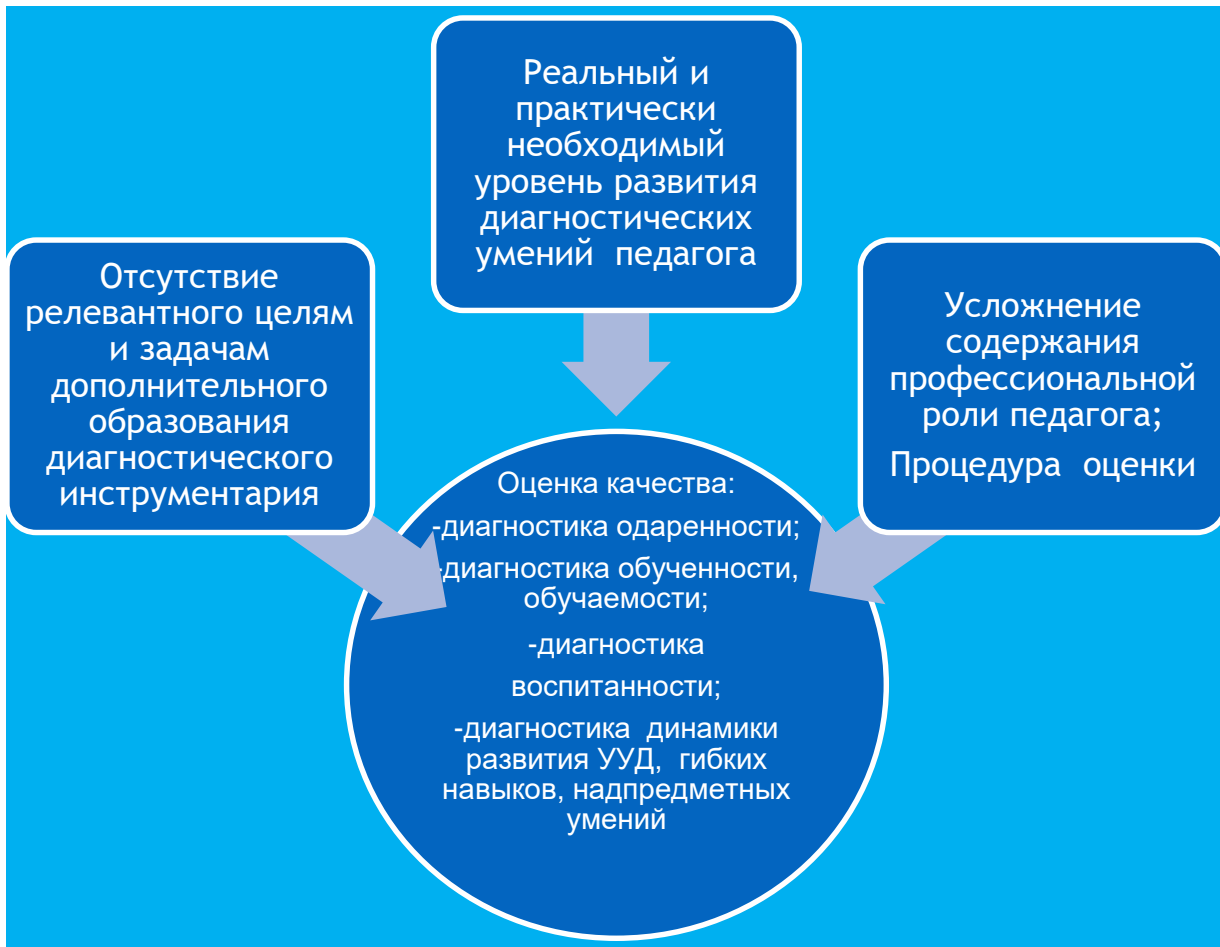 Реальный и
практически
необходимый
уровень развития
диагностических
умений педагога
Отсутствие
релевантного целям
и задачам
дополнительного
образования
диагностического
инструментария
Усложнение
содержания
профессиональной
роли педагога;
Процедура оценки
Оценка качества:
-диагностика одаренности;
-диагностика обученности,
обучаемости;
-диагностика
воспитанности;
-диагностика динамики
развития УУД, гибких
навыков, надпредметных
умений